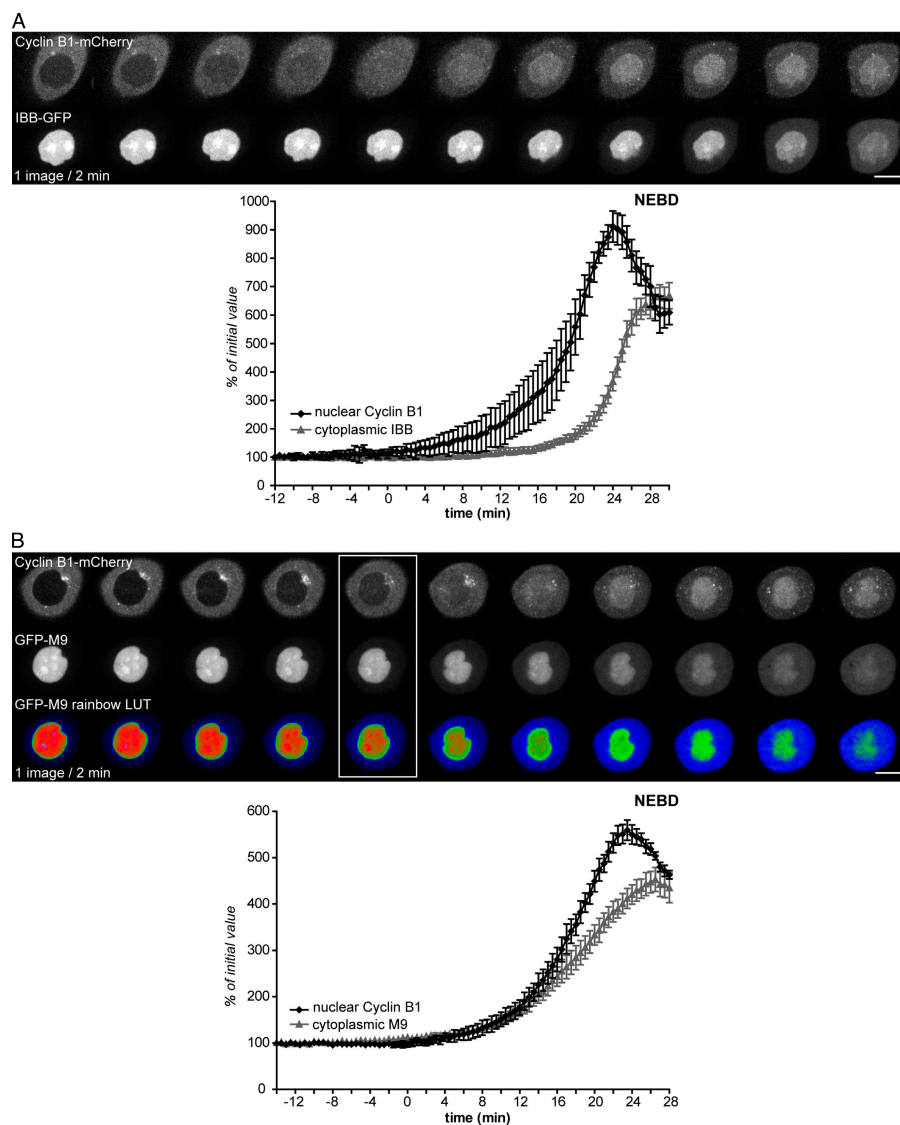 A
Cyclin B1-mCherry
IBB-GFP
1 image / 2 min
NEBD
1000
900
800
700
600
500
400
300
200
100
0
% of initial value
nuclear Cyclin B1
cytoplasmic IBB
-12 -8 -4 0 4 8 12 16 20 24 28
time (min)
B
Cyclin B1-mCherry
GFP-M9
GFP-M9 rainbow LUT
1 image / 2 min
NEBD
600
500
400
300
200
100
0
% of initial value
nuclear Cyclin B1
cytoplasmic M9
-12 -8 -4 0 4 8 12 16 20 24 28
time (min)